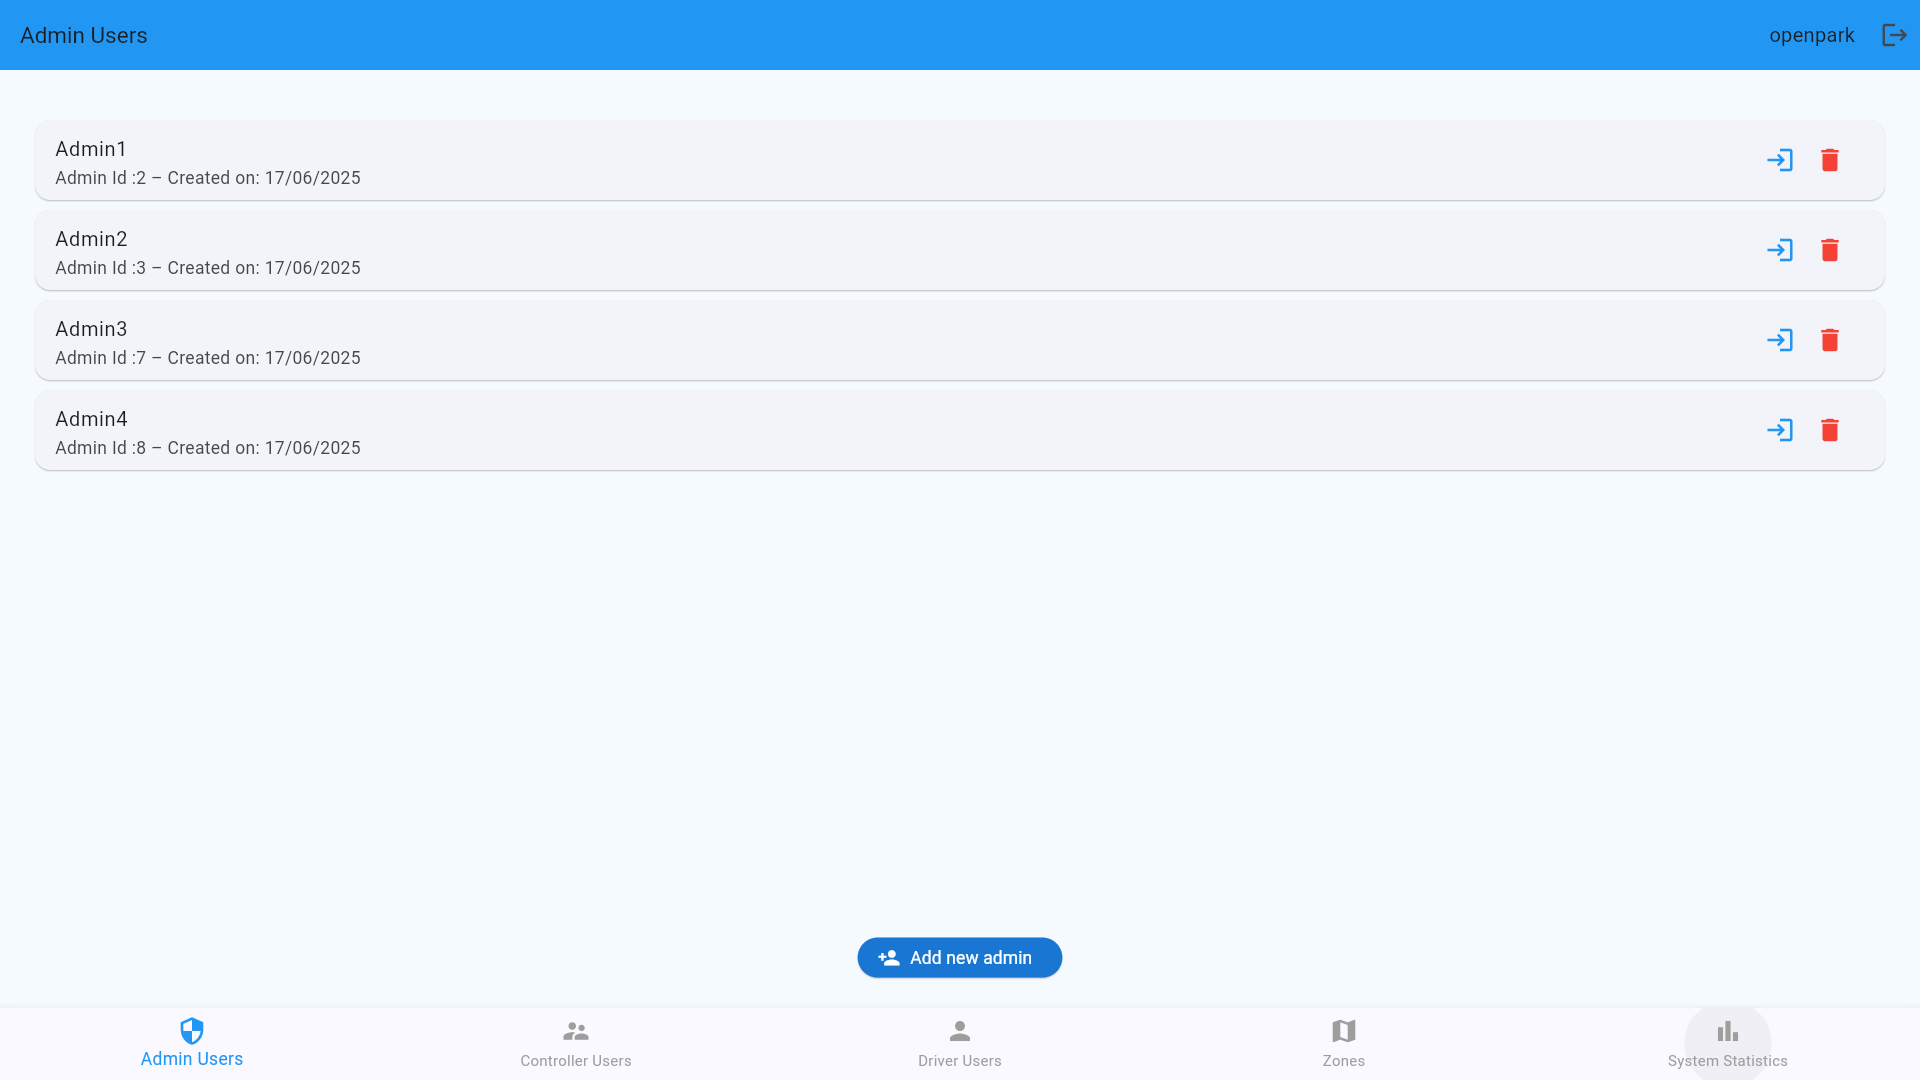 Admin Users
openpark
Admin1
Admin Id :2 – Created on: 17/06/2025
Admin2
Admin Id :3 – Created on: 17/06/2025
Admin3
Admin Id :7 – Created on: 17/06/2025
Admin4
Admin Id :8 – Created on: 17/06/2025
Add new admin
Admin Users
Controller Users
Driver Users
Zones
System Statistics